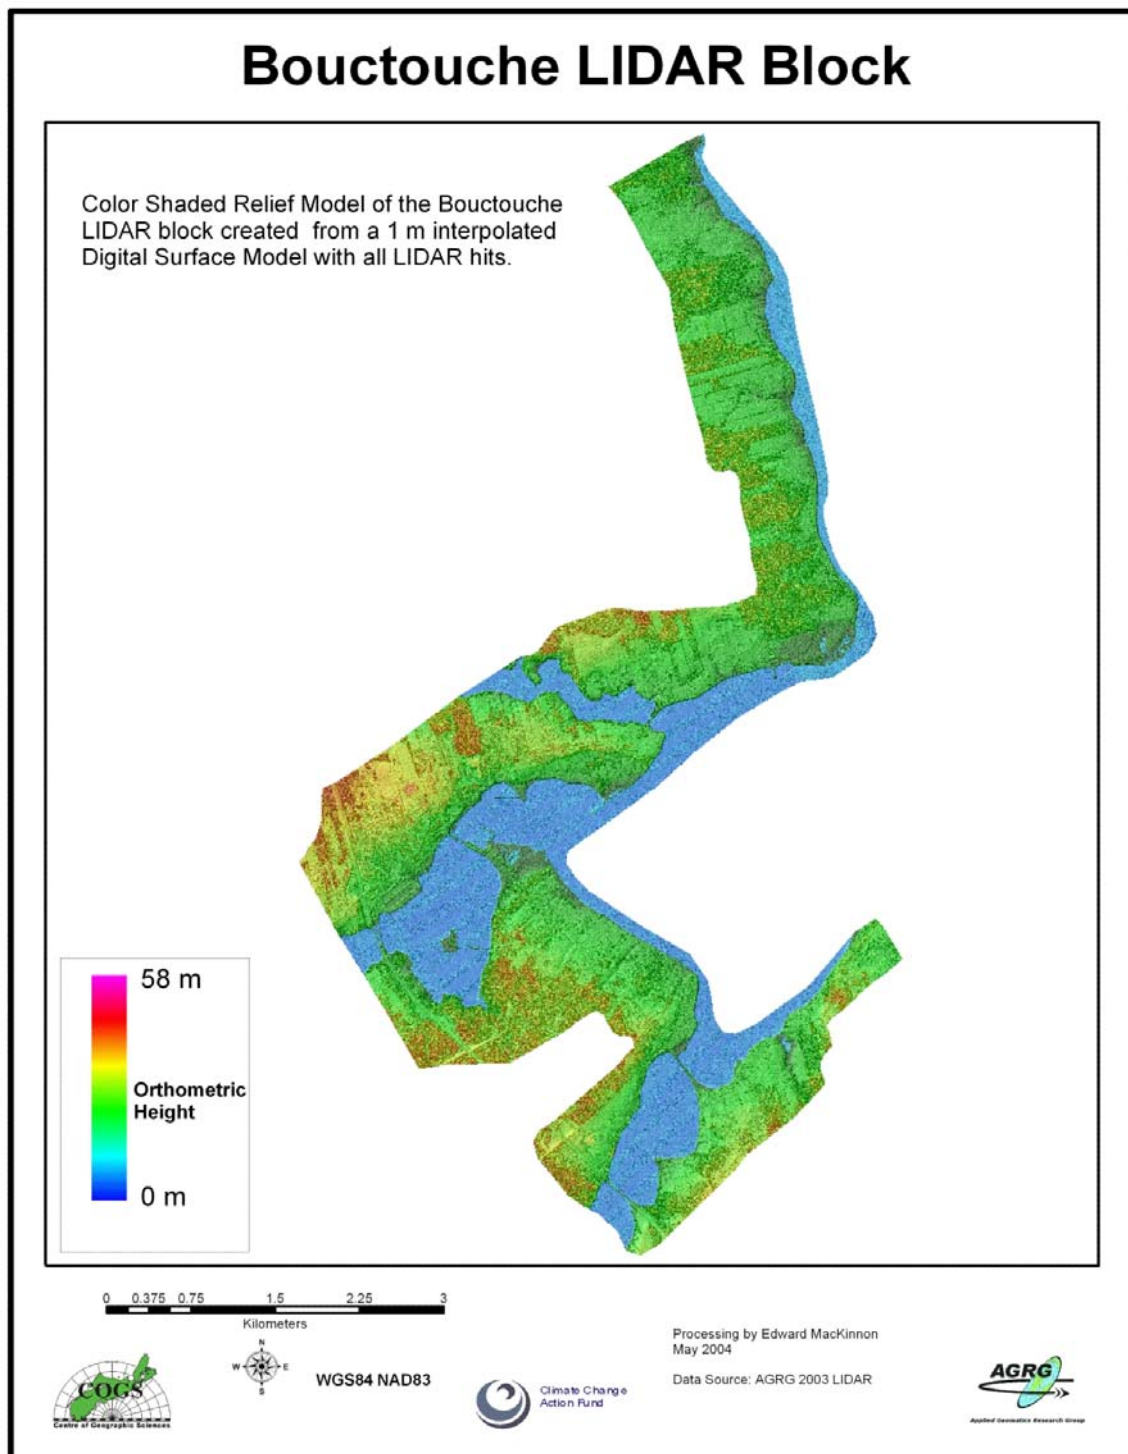 Bouctouche LIDAR Block
Color Shaded Relief Model of the Bouctouche
LIDAR block created from a 1 m interpolated
Digital Surface Model with all LIDAR hits.
58 m
Orthometric
Height
0 m
0 0.375 0.75 1.5 2.25 3
Kilometers
N
W E
S
WGS84 NAD83
COGS
Centre of Geographic Sciences
Climate Change
Action Fund
Processing by Edward MacKinnon
May 2004
Data Source: AGRG 2003 LIDAR
AGRG
Applied Geomatics Research Group